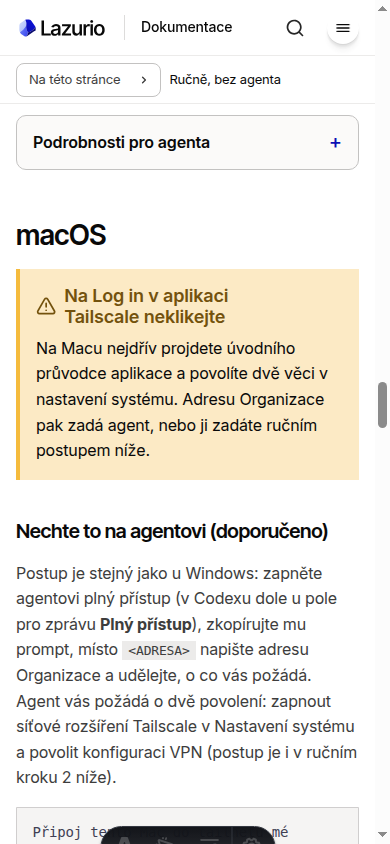 Lazurio
Dokumentace
Na této stránce
Ručně, bez agenta
Podrobnosti pro agenta
+
macOS
Na Log in v aplikaci
Tailscale neklikejte
Na Macu nejdřív projdete úvodního
průvodce aplikace a povolíte dvě věci v
nastavení systému. Adresu Organizace
pak zadá agent, nebo ji zadáte ručním
postupem níže.
Nechte to na agentovi (doporučeno)
Postup je stejný jako u Windows: zapněte
agentovi plný přístup (v Codexu dole u pole
pro zprávu Plný přístup), zkopírujte mu
prompt, místo <ADRESA> napište adresu
Organizace a udělejte, o co vás požádá.
Agent vás požádá o dvě povolení: zapnout
síťové rozšíření Tailscale v Nastavení systému
a povolit konfiguraci VPN (postup je i v ručním
kroku 2 níže).
Připoj mé